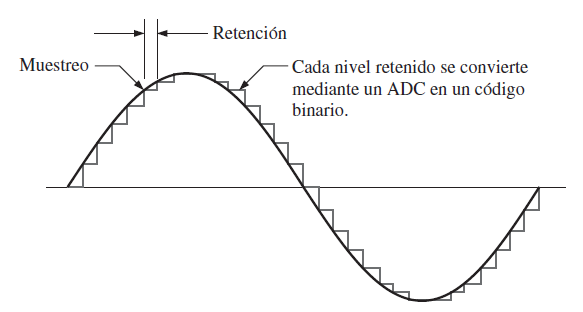 Retención
Muestreo
Cada nivel retenido se convierte
mediante un ADC en un código
binario.